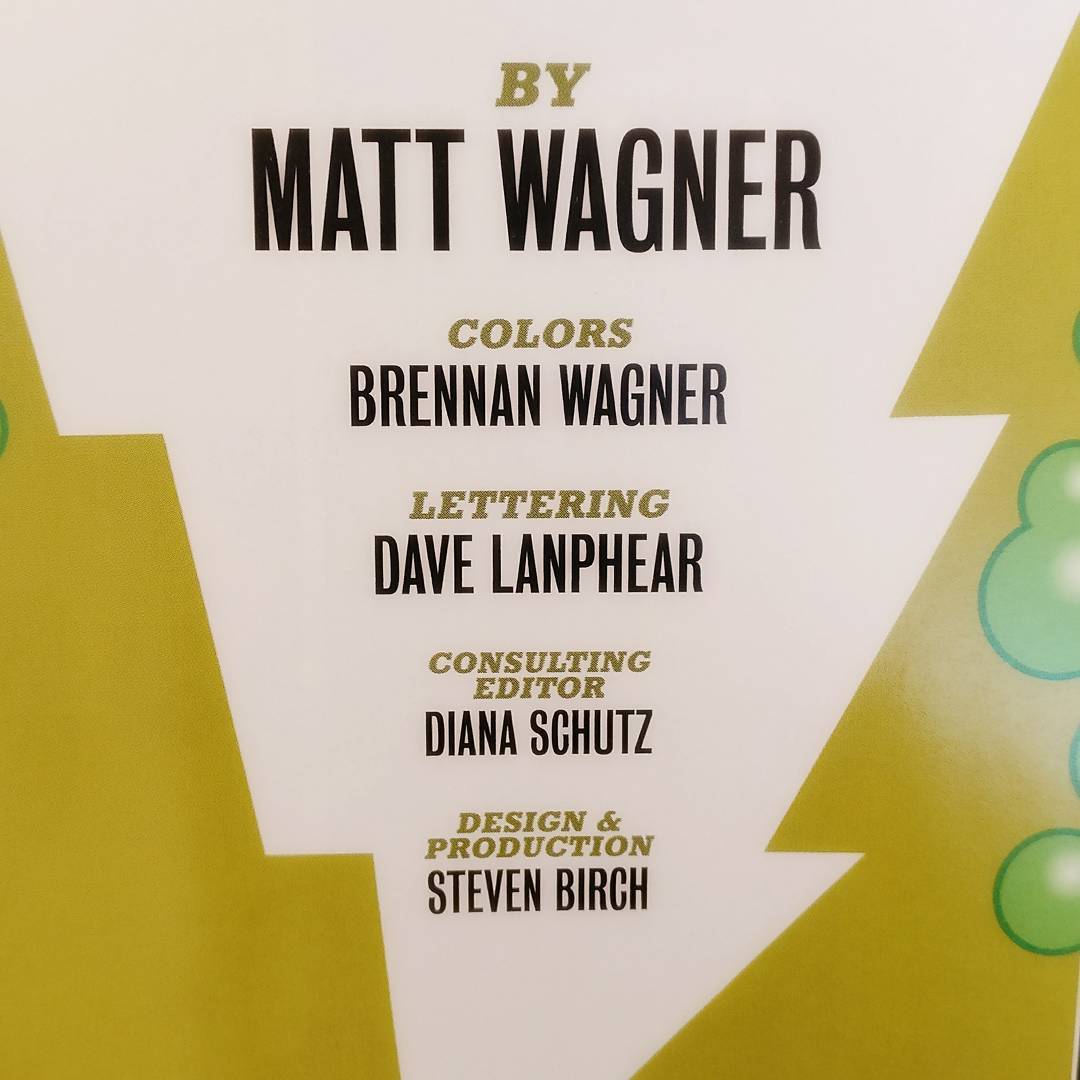 BY
MATT WAGNER
COLORS
BRENNAN WAGNER
LETTERING
DAVE LANPHEAR
CONSULTING
EDITOR
DIANA SCHUTZ
DESIGN &
PRODUCTION
STEVEN BIRCH